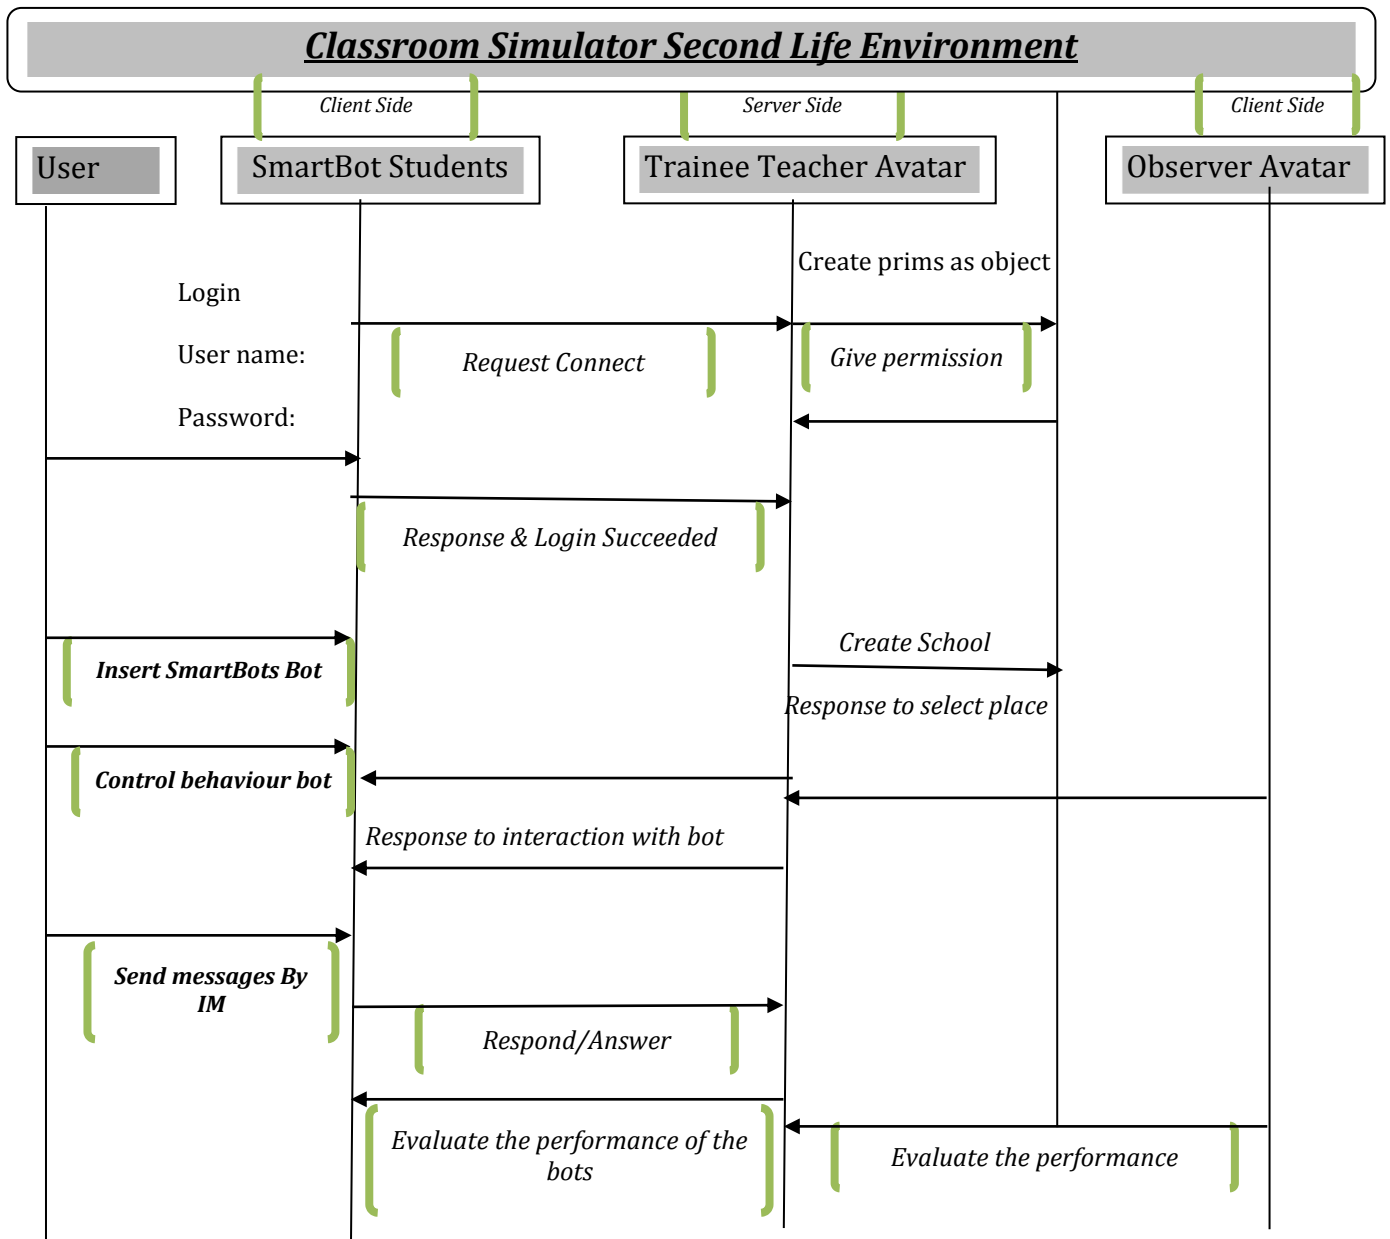 Classroom Simulator Second Life Environment
Client Side
Server Side
Client Side
User
SmartBot Students
Trainee Teacher Avatar
Observer Avatar
Create prims as object
Login
User name:
Request Connect
Give permission
Password:
Response & Login Succeeded
Create School
Insert SmartBots Bot
Response to select place
Control behaviour bot
Response to interaction with bot
Send messages By
IM
Respond/Answer
Evaluate the performance of the
bots
Evaluate the performance